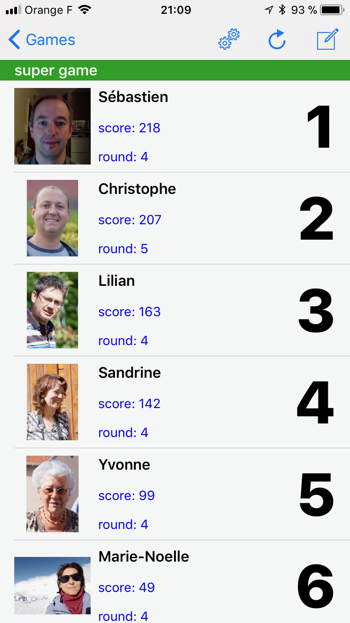 Orange F 21:09 93 %
Games
super game
Sébastien
score: 218
round: 4
1
Christophe
score: 207
round: 5
2
Lilian
score: 163
round: 4
3
Sandrine
score: 142
round: 4
4
Yvonne
score: 99
round: 4
5
Marie-Noelle
score: 49
round: 4
6